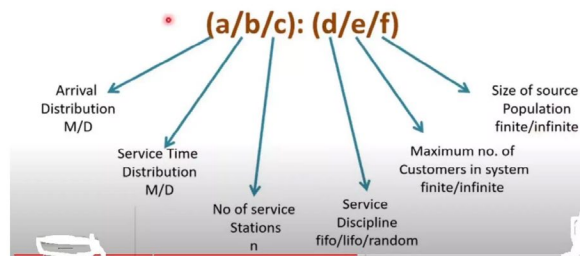 (a/b/c): (d/e/f)
Arrival
Distribution
M/D
Service Time
Distribution
M/D
No of service
Stations
n
Service
Discipline
fifo/lifo/random
Maximum no. of
Customers in system
finite/infinite
Size of source
Population
finite/infinite